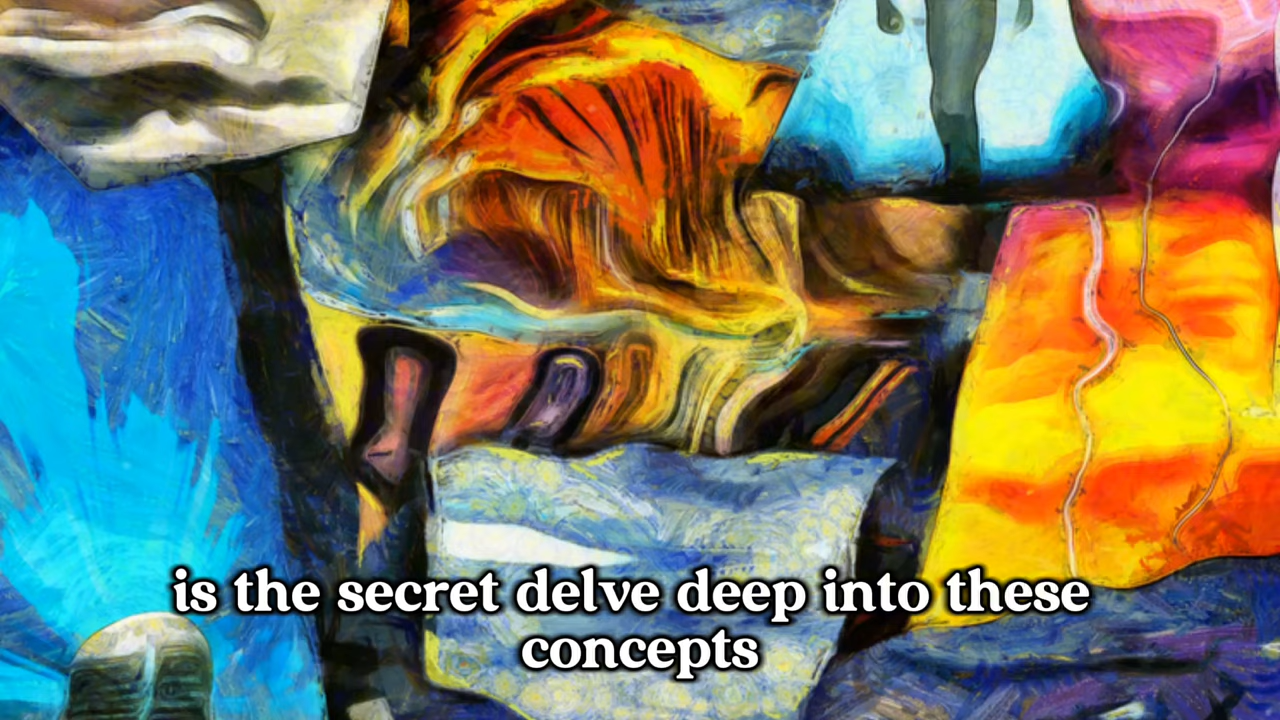 is the secret delve deep into these
concepts